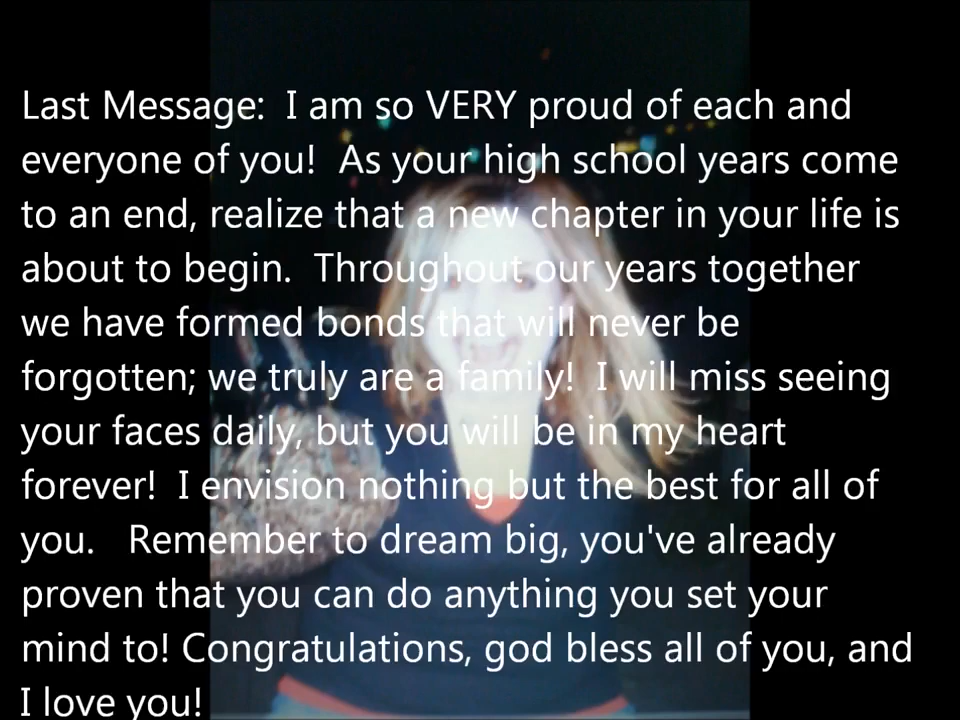 Last Message:  I am so VERY proud of each and
everyone of you!  As your high school years come
to an end, realize that a new chapter in your life is
about to begin.  Throughout our years together
we have formed bonds that will never be
forgotten; we truly are a family!  I will miss seeing
your faces daily, but you will be in my heart
forever!  I envision nothing but the best for all of
you.   Remember to dream big, you've already
proven that you can do anything you set your
mind to! Congratulations, god bless all of you, and
I love you!